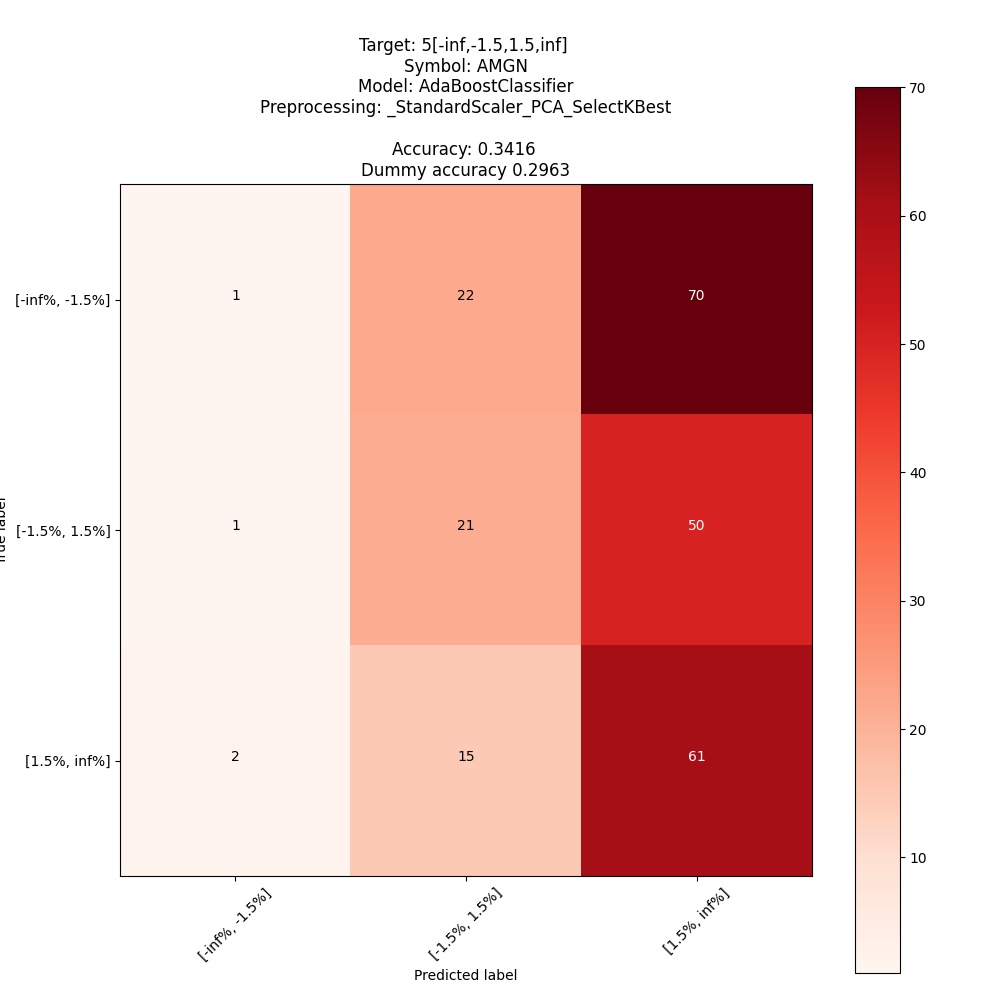 Target: 5[-inf,-1.5,1.5,inf]
Symbol: AMGN
Model: AdaBoostClassifier
Preprocessing: _StandardScaler_PCA_SelectKBest
Accuracy: 0.3416
Dummy accuracy 0.2963
70
60
50
40
30
20
10
[-inf%, -1.5%]
1
22
70
[-1.5%, 1.5%]
1
21
50
[1.5%, inf%]
2
15
61
[-inf%, -1.5%]
[-1.5%, 1.5%]
[1.5%, inf%]
Predicted label